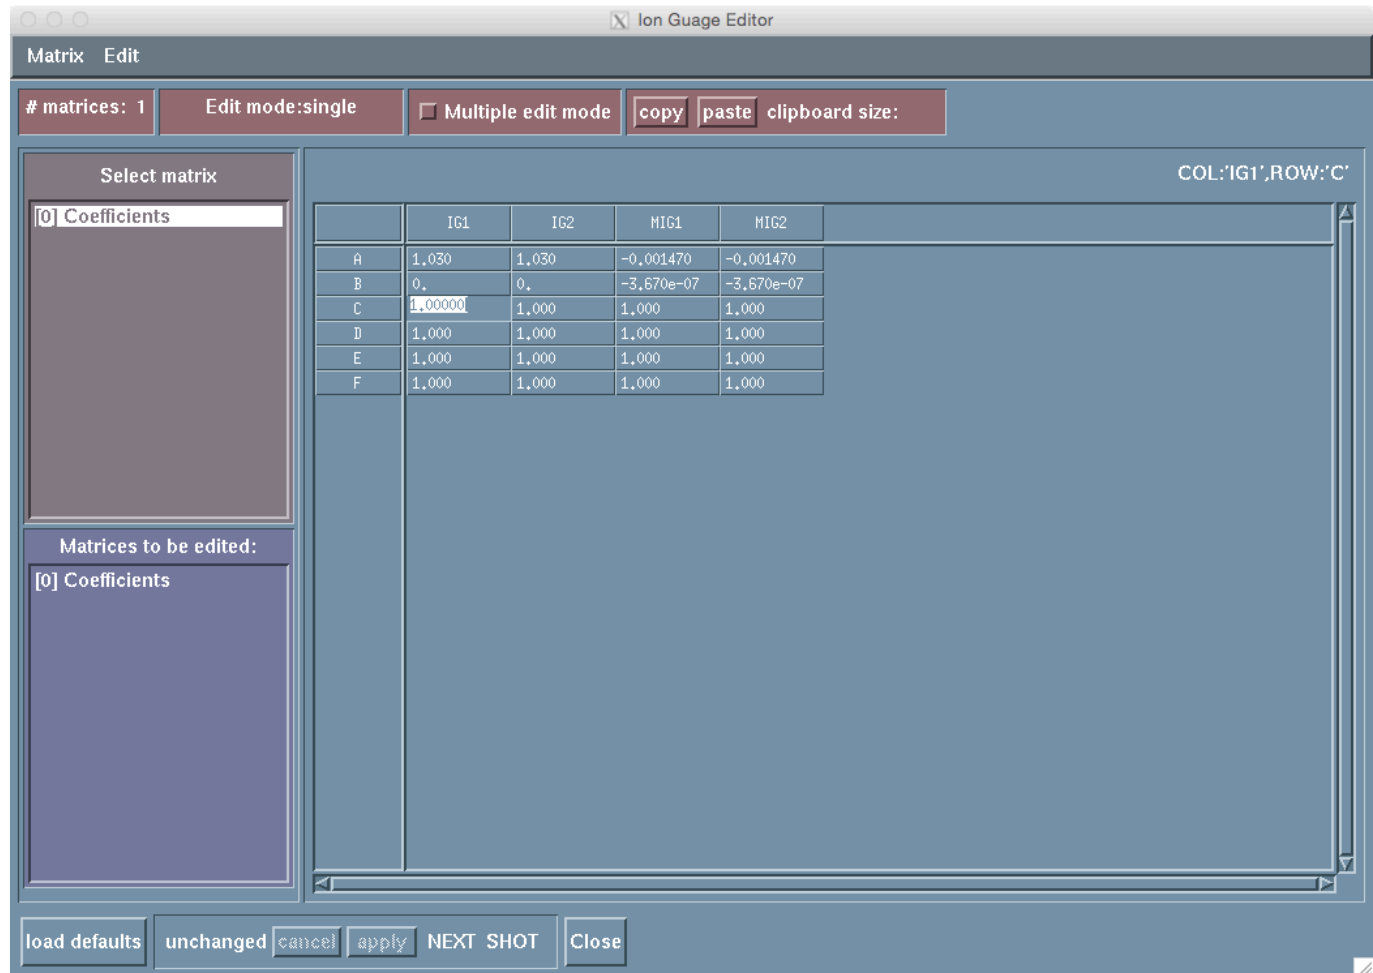 Ion Guage Editor
Matrix Edit
# matrices: 1 Edit mode:single Multiple edit mode copy paste clipboard size:
Select matrix
[0] Coefficients
COL:'IG1',ROW:'C'
IG1 IG2 MIG1 MIG2
A 1.030 1.030 -0.001470 -0.001470
B 0. 0. -3.670e-07 -3.670e-07
C 1.00000 1.000 1.000 1.000
D 1.000 1.000 1.000 1.000
E 1.000 1.000 1.000 1.000
F 1.000 1.000 1.000 1.000
Matrices to be edited:
[0] Coefficients
load defaults unchanged cancel apply NEXT SHOT Close